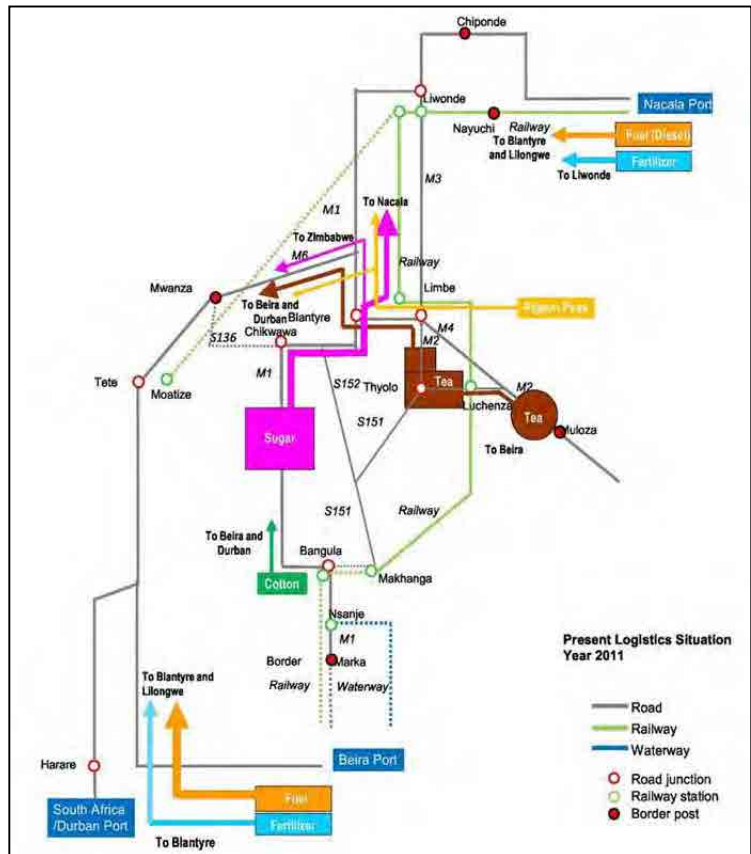 Chiponde
Liwonde
Nacala Port
Nayuchi
Railway
To Blantyre
and Lilongwe
Fuel (Diesel)
To Liwonde
Fertilizer
M3
M1
To Nacala
To Zimbabwe
M6
Railway
Mwanza
Limbe
To Beira and
Durban
Blantyre
Pigeon Peas
S136
Chikwawa
M4
M2
M1
S152
Thyolo
Tea
M2
Tete
Moatize
Luchenza
Tea
Muloza
Sugar
S151
To Beira
S151
Railway
To Beira and
Durban
Bangula
Cotton
Makhanga
Nsanje
M1
Border
Marka
Railway
Waterway
Present Logistics Situation
Year 2011
Road
Railway
Waterway
Road junction
Railway station
Border post
To Blantyre and
Lilongwe
Harare
Beira Port
South Africa
/Durban Port
Fuel
Fertilizer
To Blantyre